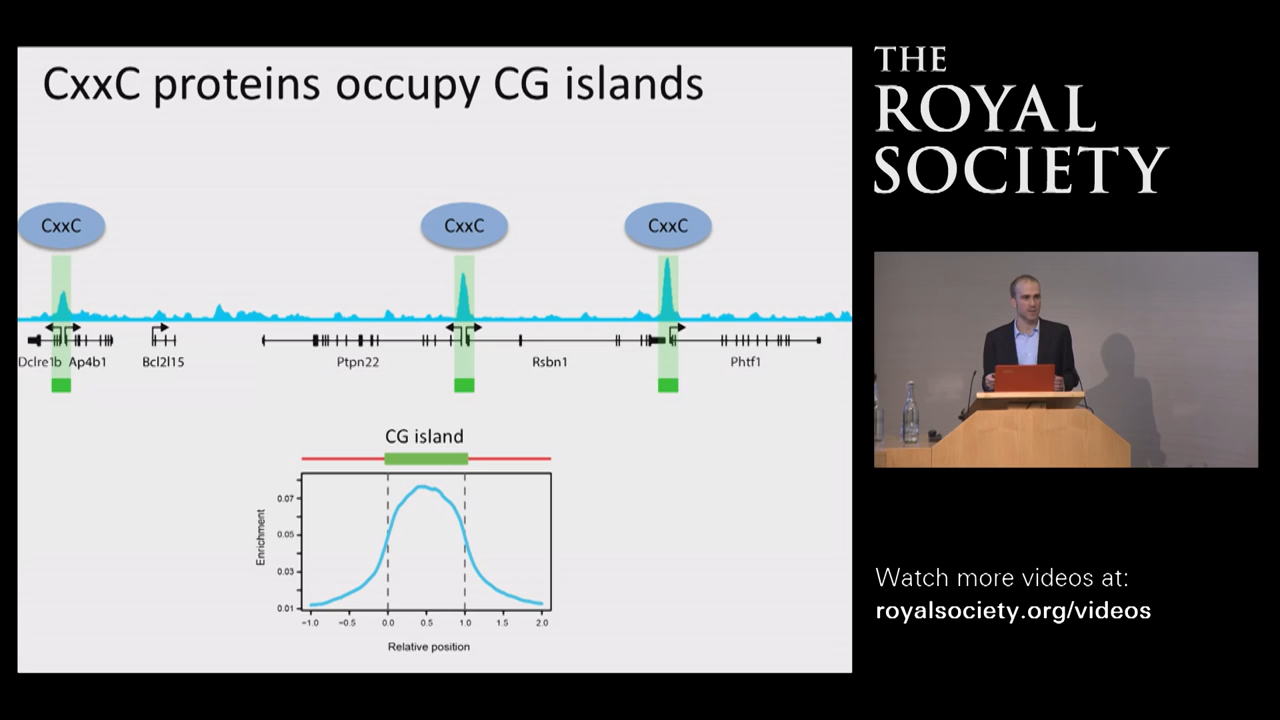 CxxC proteins occupy CG islands
CxxC
CxxC
CxxC
Dclre1b Ap4b1 Bcl2l15 Ptpn22 Rsbn1 Phtf1
CG island
Enrichment
0.07
0.05
0.03
0.01
−1.0 −0.5 0.0 0.5 1.0 1.5 2.0
Relative position
THE
ROYAL
SOCIETY
Watch more videos at:
royalsociety.org/videos